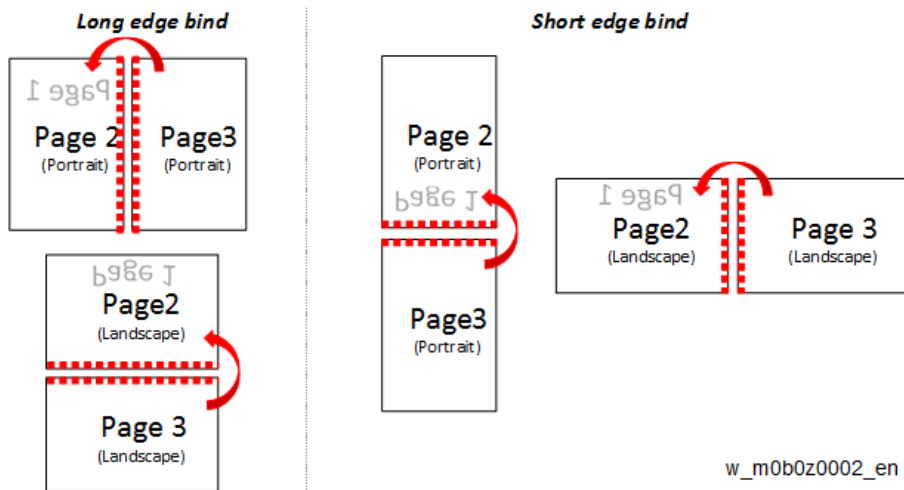 Long edge bind
Page 1
Page 2
(Portrait)
Page3
(Portrait)
Page 1
Page2
(Landscape)
Page 3
(Landscape)
Short edge bind
Page 2
(Portrait)
Page 1
Page3
(Portrait)
Page 1
Page2
(Landscape)
Page 3
(Landscape)
w_m0b0z0002_en